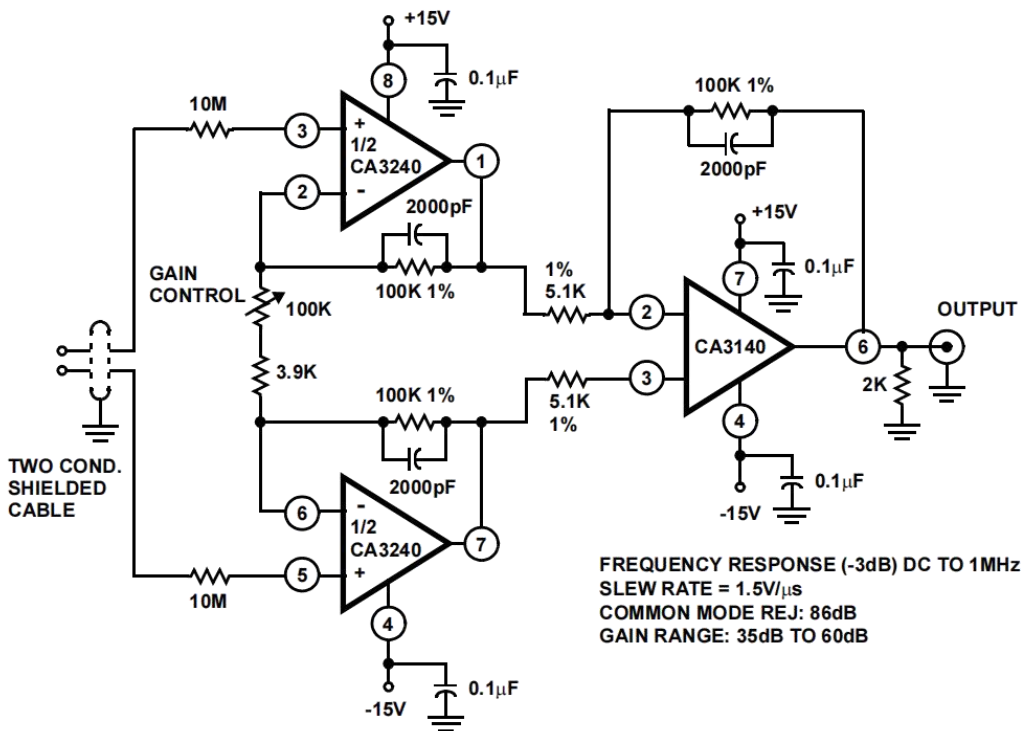 +15V
8
0.1μF
10M
3
+
1/2
CA3240
1
2
-
2000pF
100K 1%
GAIN
CONTROL
100K
3.9K
100K 1%
2000pF
6
-
1/2
CA3240
7
5
+
10M
4
-15V
0.1μF
TWO COND.
SHIELDED
CABLE
1%
5.1K
5.1K
1%
100K 1%
2000pF
+15V
7
0.1μF
2
CA3140
3
6
4
-15V
0.1μF
2K
OUTPUT
FREQUENCY RESPONSE (-3dB) DC TO 1MHz
SLEW RATE = 1.5V/μs
COMMON MODE REJ: 86dB
GAIN RANGE: 35dB TO 60dB